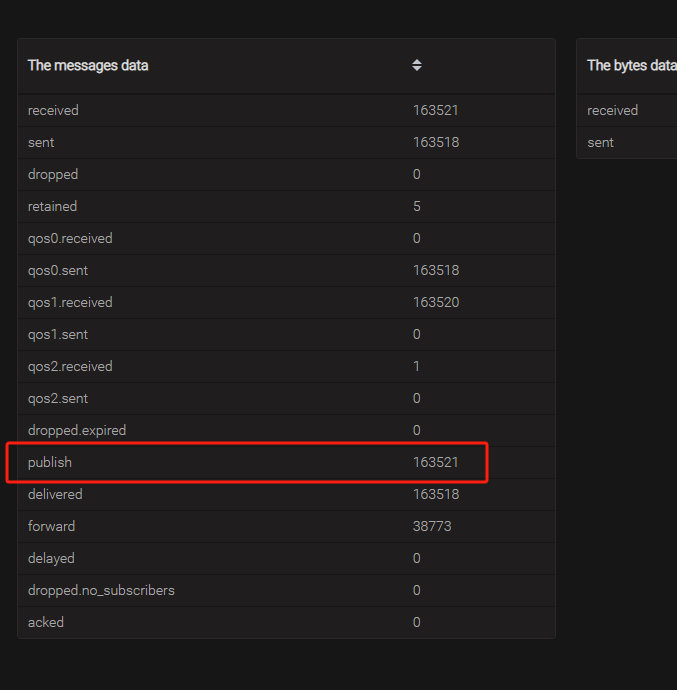 The messages data
received 163521
sent 163518
dropped 0
retained 5
qos0.received 0
qos0.sent 163518
qos1.received 163520
qos1.sent 0
qos2.received 1
qos2.sent 0
dropped.expired 0
publish 163521
delivered 163518
forward 38773
delayed 0
dropped.no_subscribers 0
acked 0
The bytes data
received
sent